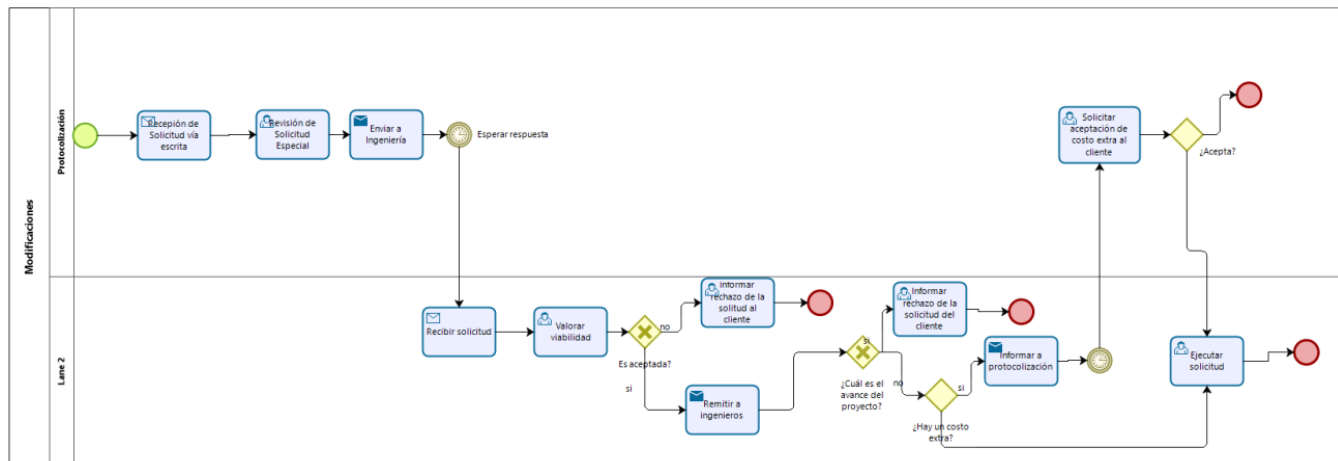 Modificaciones
Protocolización
Recepión de
Solicitud vía
escrita
Revisión de
Solicitud
Especial
Enviar a
Ingeniería
Esperar respuesta
Solicitar
aceptación de
costo extra al
cliente
¿Acepta?
Lane 2
Recibir solicitud
Valorar
viabilidad
Es aceptada?
no
si
Informar
rechazo de la
solitud al
cliente
Remitir a
ingenieros
¿Cuál es el
avance del
proyecto?
si
no
Informar
rechazo de la
solicitud del
cliente
¿Hay un costo
extra?
si
Informar a
protocolización
Ejecutar
solicitud